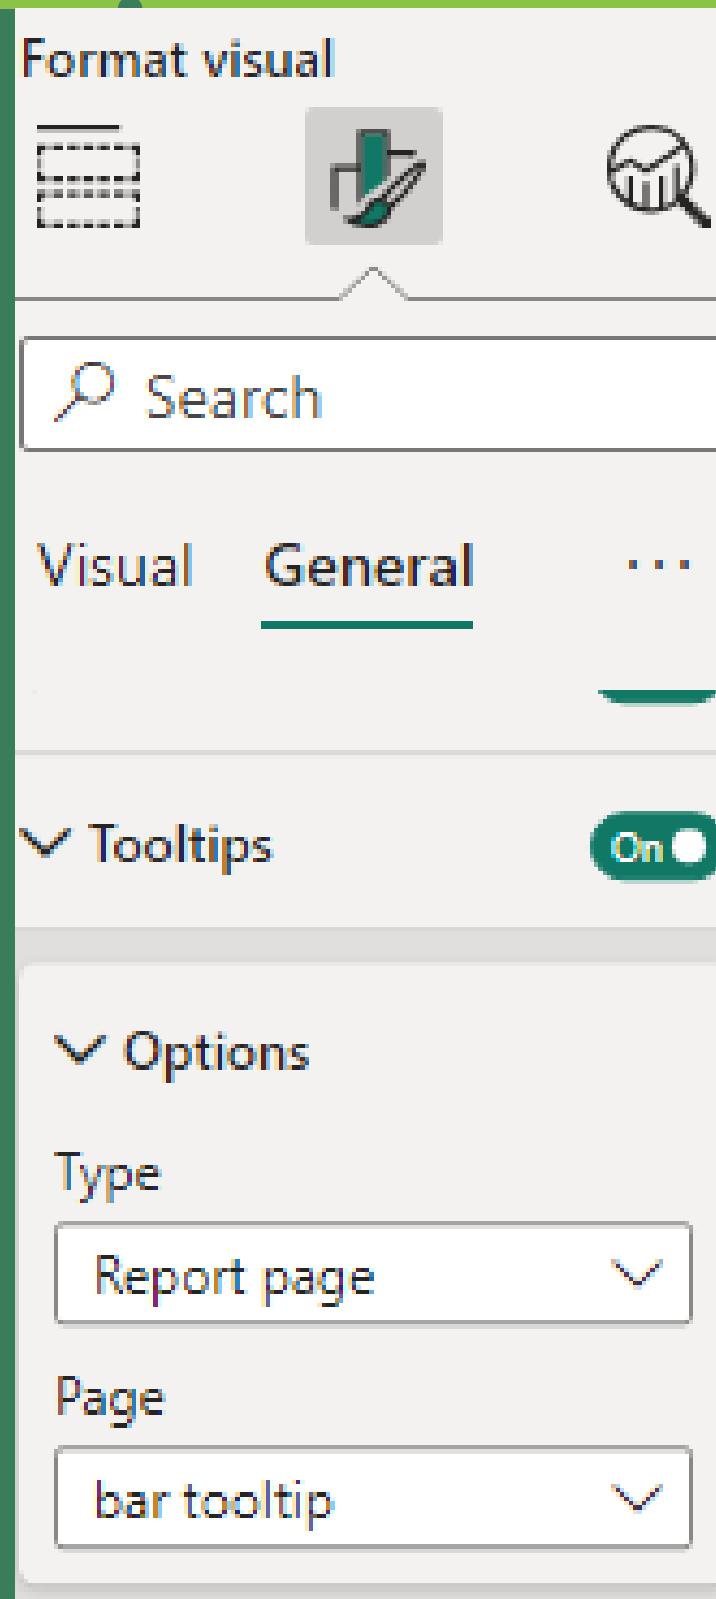 Format visual
Search
Visual General ...
Tooltips On
Options
Type
Report page
Page
bar tooltip